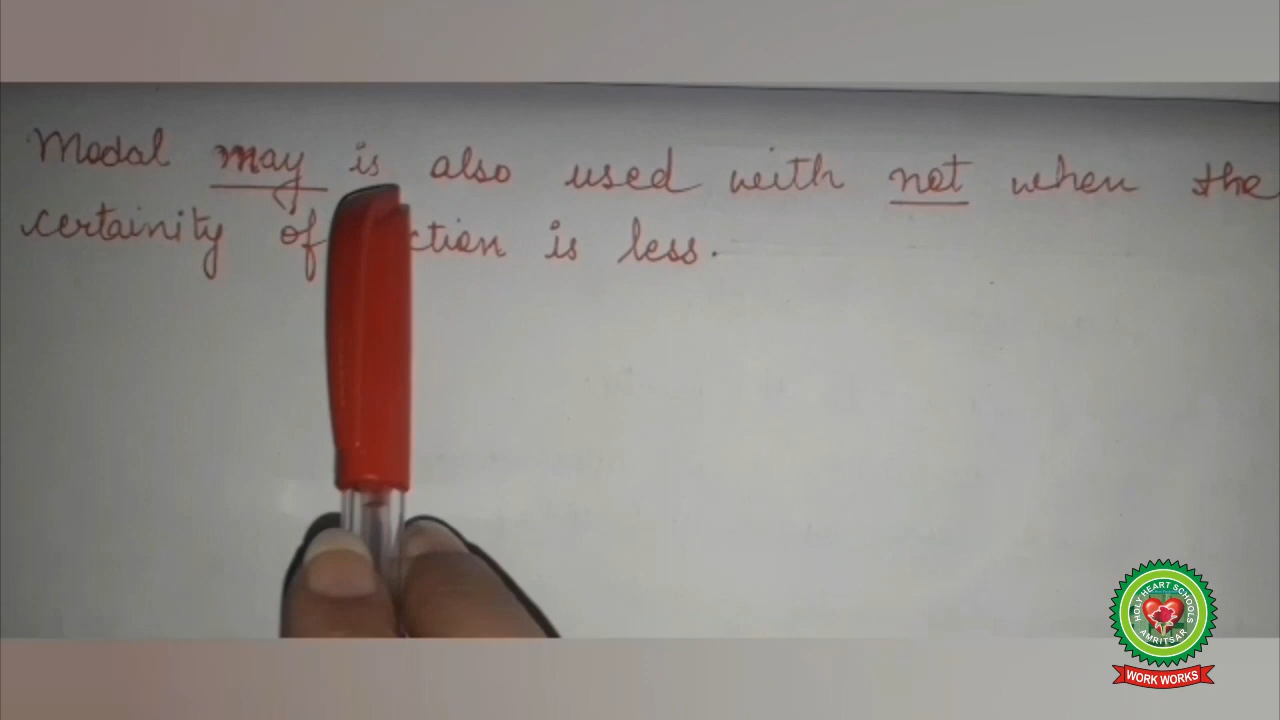 Modal may is also used with not when the
certainity of ction is less.
HOLY HEART SCHOOLS
AMRITSAR
WORK WORKS